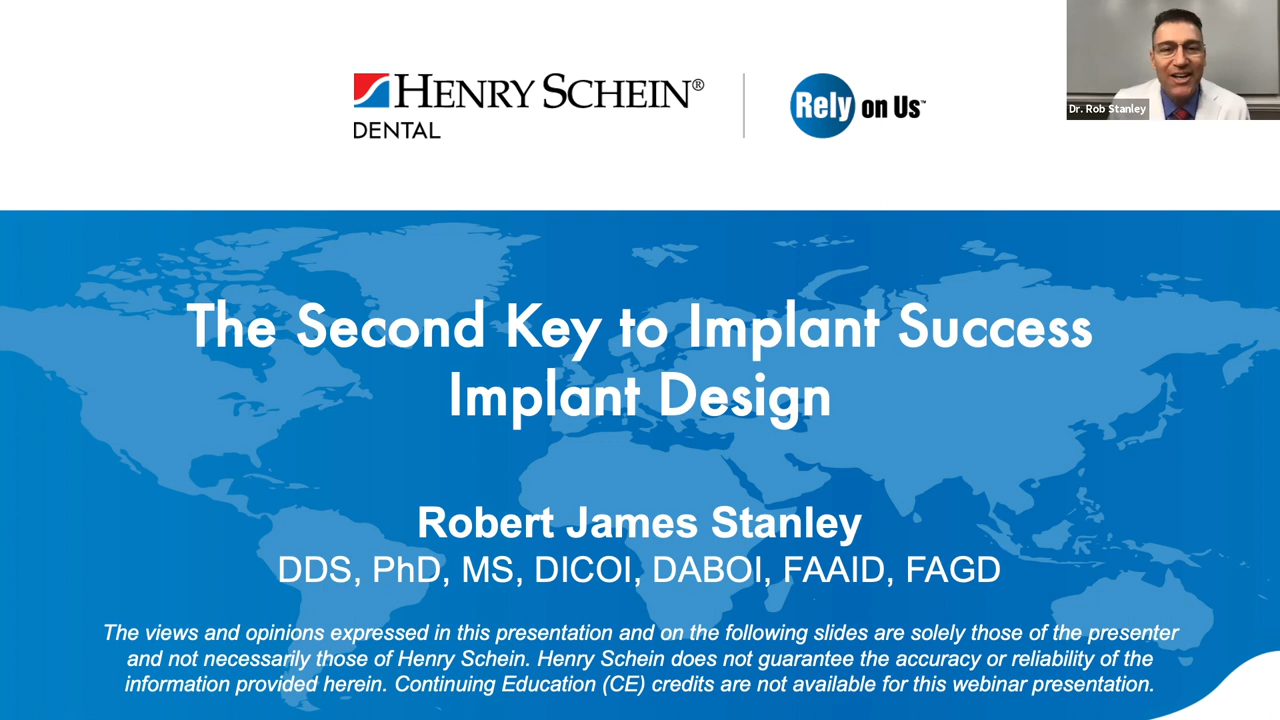 HENRY SCHEIN®
DENTAL
Rely on Us™
Dr. Rob Stanley
The Second Key to Implant Success
Implant Design
Robert James Stanley
DDS, PhD, MS, DICOI, DABOI, FAAID, FAGD
The views and opinions expressed in this presentation and on the following slides are solely those of the presenter
and not necessarily those of Henry Schein. Henry Schein does not guarantee the accuracy or reliability of the
information provided herein. Continuing Education (CE) credits are not available for this webinar presentation.